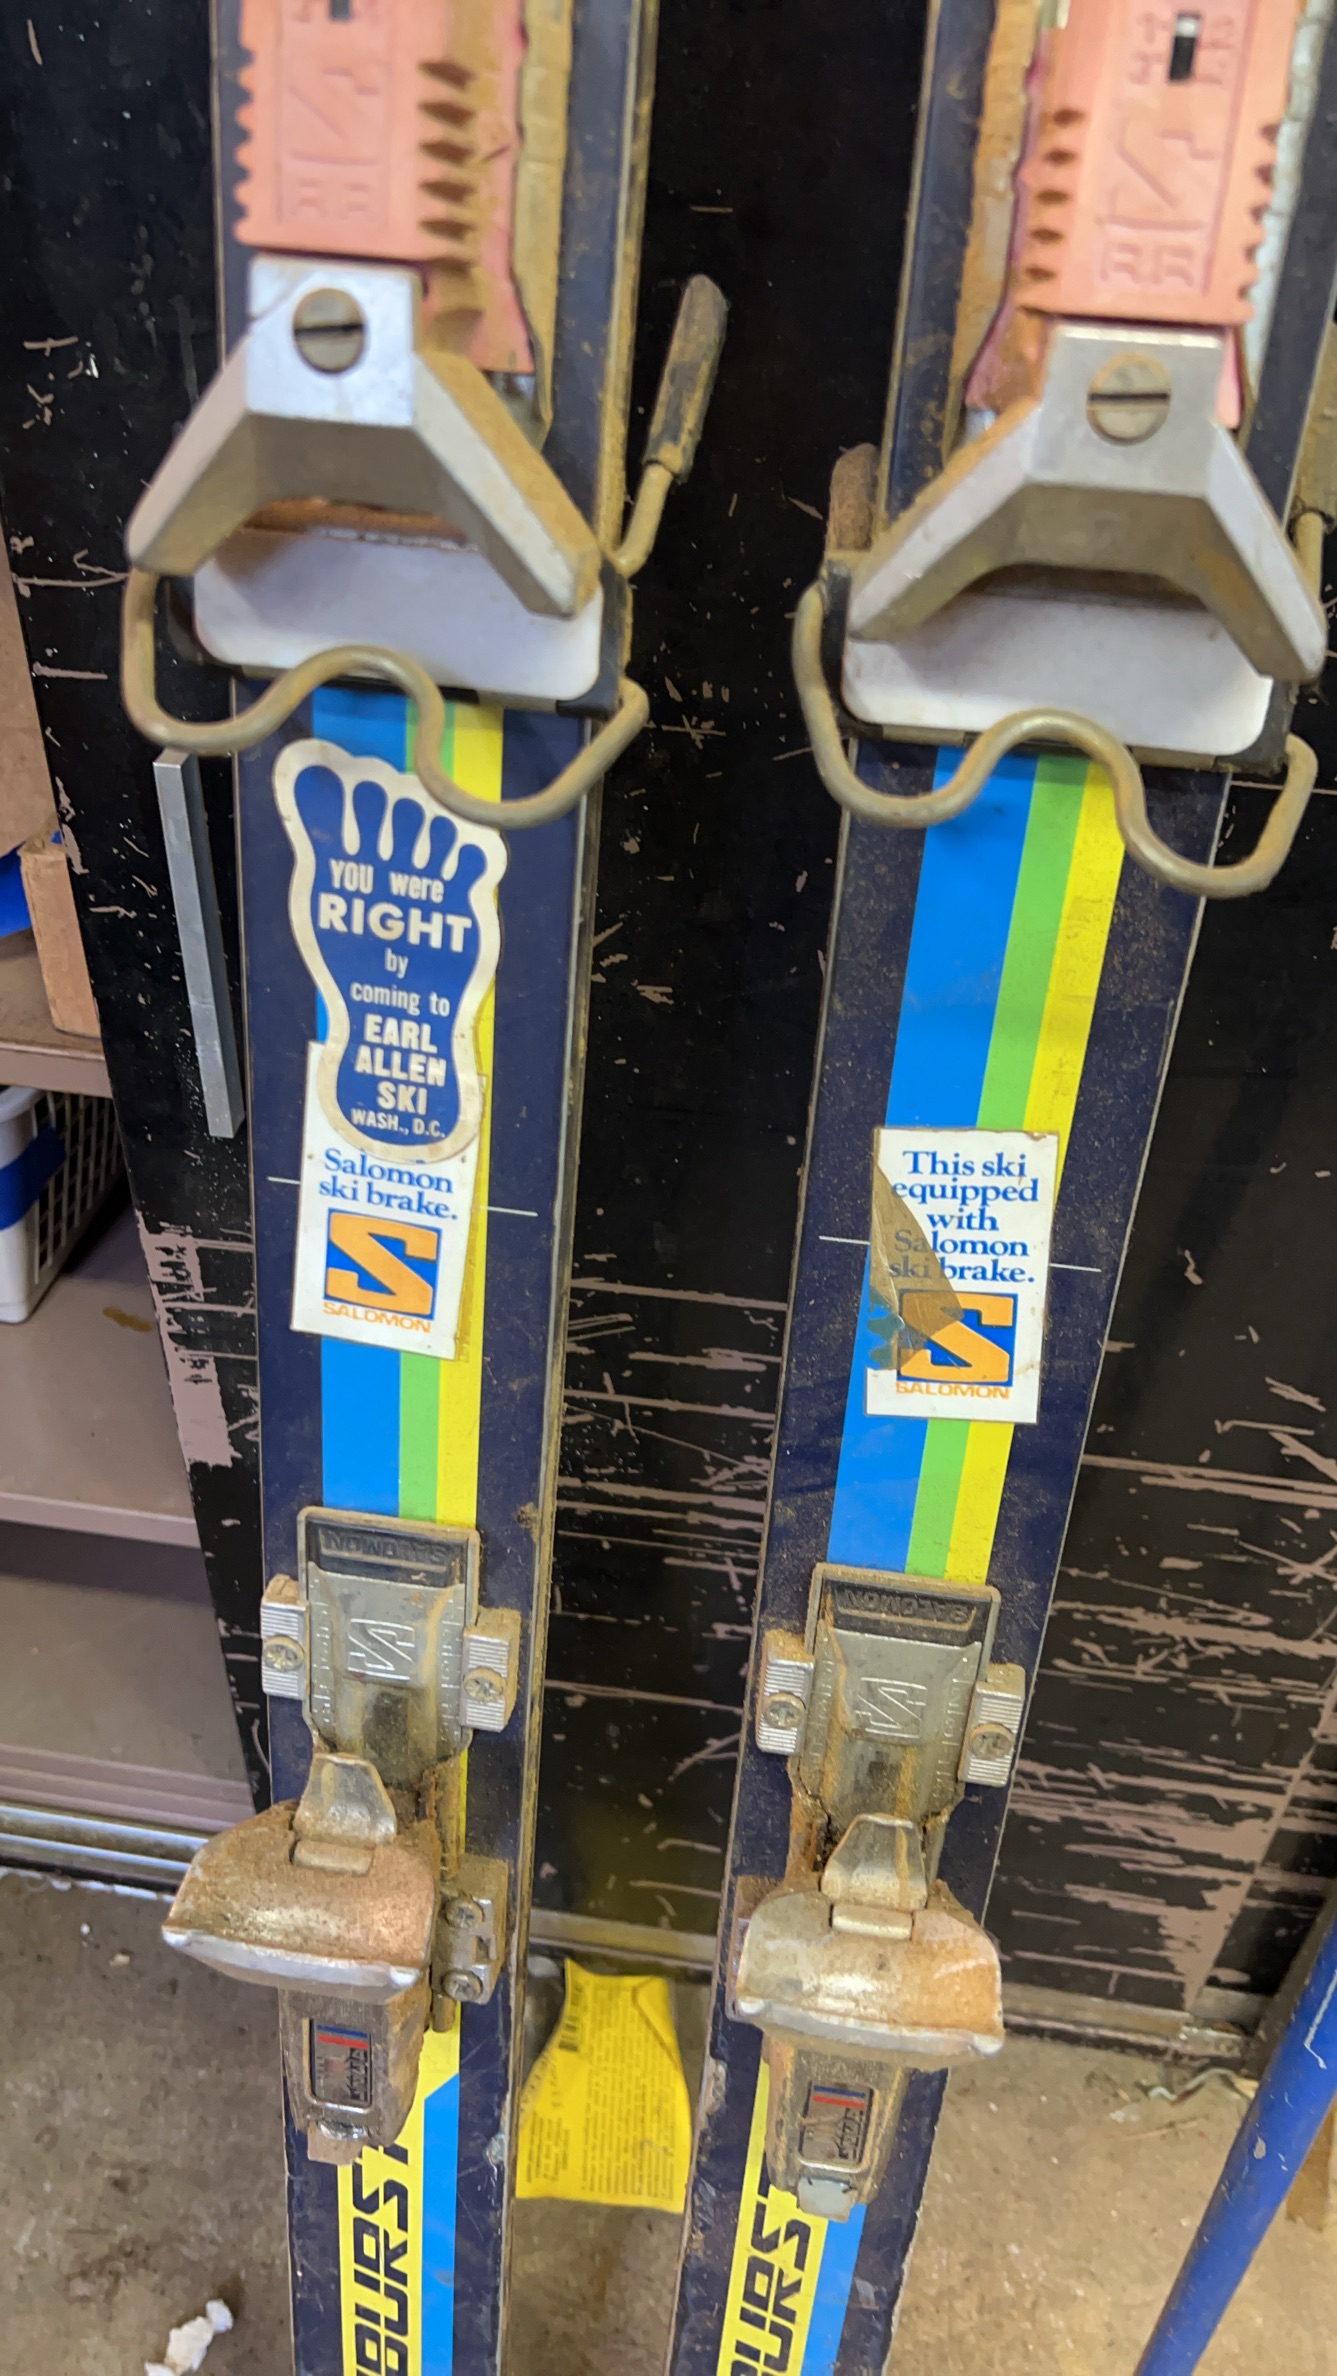 YOU were
RIGHT
by
coming to
EARL
ALLEN
SKI
WASH., D.C.
Salomon
ski brake.
SALOMON
This ski
equipped
with
Salomon
ski brake.
SALOMON
SALOMON
SALOMON